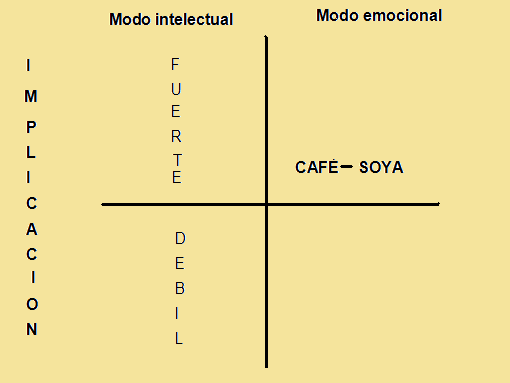 Modo intelectual
Modo emocional
IMPLICACION
FUERTE
CAFÉ — SOYA
DEBIL